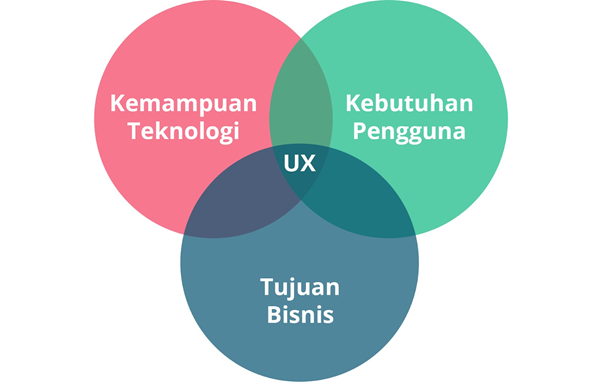 Kemampuan
Teknologi
Kebutuhan
Pengguna
UX
Tujuan
Bisnis